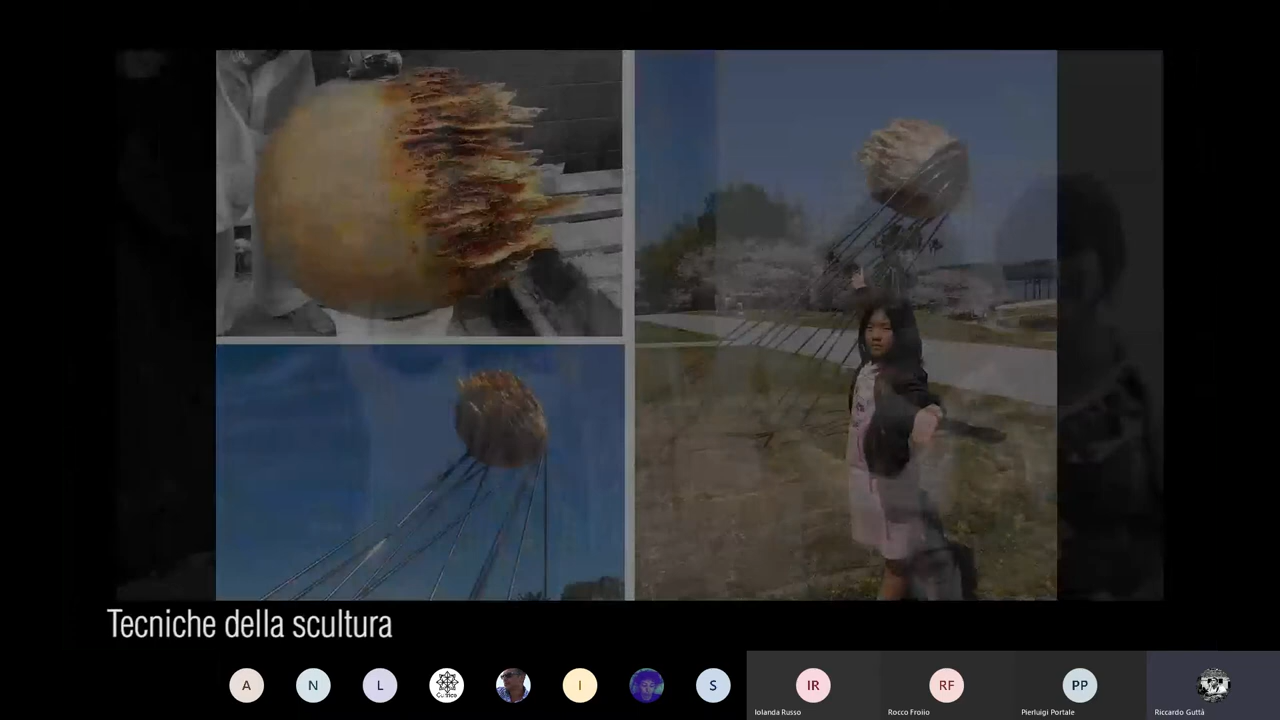 Tecniche della scultura
A
N
L
I
S
IR
RF
PP
Iolanda Russo
Rocco Froiio
Pierluigi Portale
Riccardo Guttà